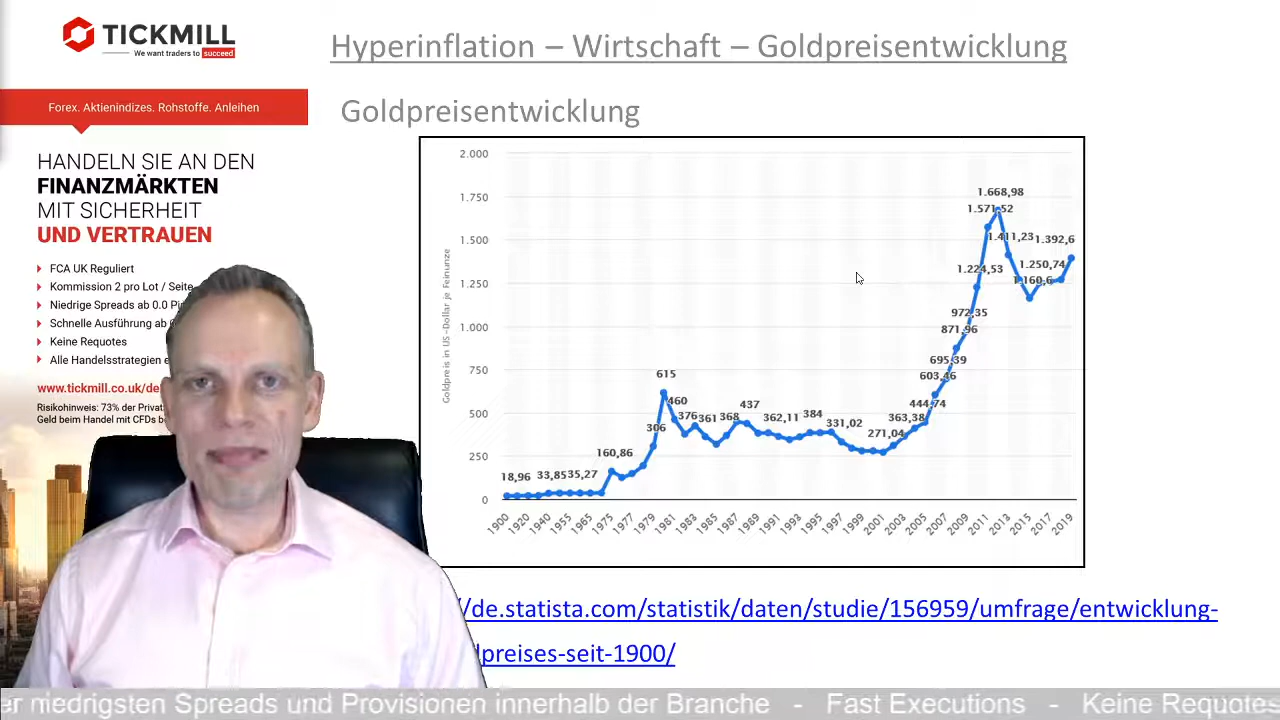 TICKMILL
We want traders to succeed
Forex. Aktienindizes. Rohstoffe. Anleihen
HANDELN SIE AN DEN
FINANZMÄRKTEN
MIT SICHERHEIT
UND VERTRAUEN
FCA UK Reguliert
Kommission 2 pro Lot / Seite
Niedrige Spreads ab 0.0
Schnelle Ausführung ab
Keine Requotes
Alle Handelsstrategien
www.tickmill.co.uk/de
Risikohinweis: 73% der
Geld beim Handel mit CFDs
Hyperinflation – Wirtschaft – Goldpreisentwicklung
Goldpreisentwicklung
Goldpreis in US-Dollar je Feinunze
2.000
1.750
1.500
1.250
1.000
750
500
250
0
18,96
33,85
35,27
160,86
306
615
460
376
361
368
437
362,11
384
331,02
271,04
363,38
444,74
603,46
695,39
871,96
972,35
1.224,53
1.571,52
1.668,98
1.411,23
1.160,6
1.250,74
1.392,6
1900 1920 1940 1955 1965 1975 1977 1979 1981 1983 1985 1987 1989 1991 1993 1995 1997 1999 2001 2003 2005 2007 2009 2011 2013 2015 2017 2019
/de.statista.com/statistik/daten/studie/156959/umfrage/entwicklung-
preises-seit-1900/
niedrigsten Spreads und Provisionen innerhalb der Branche - Fast Executions - Keine Requotes